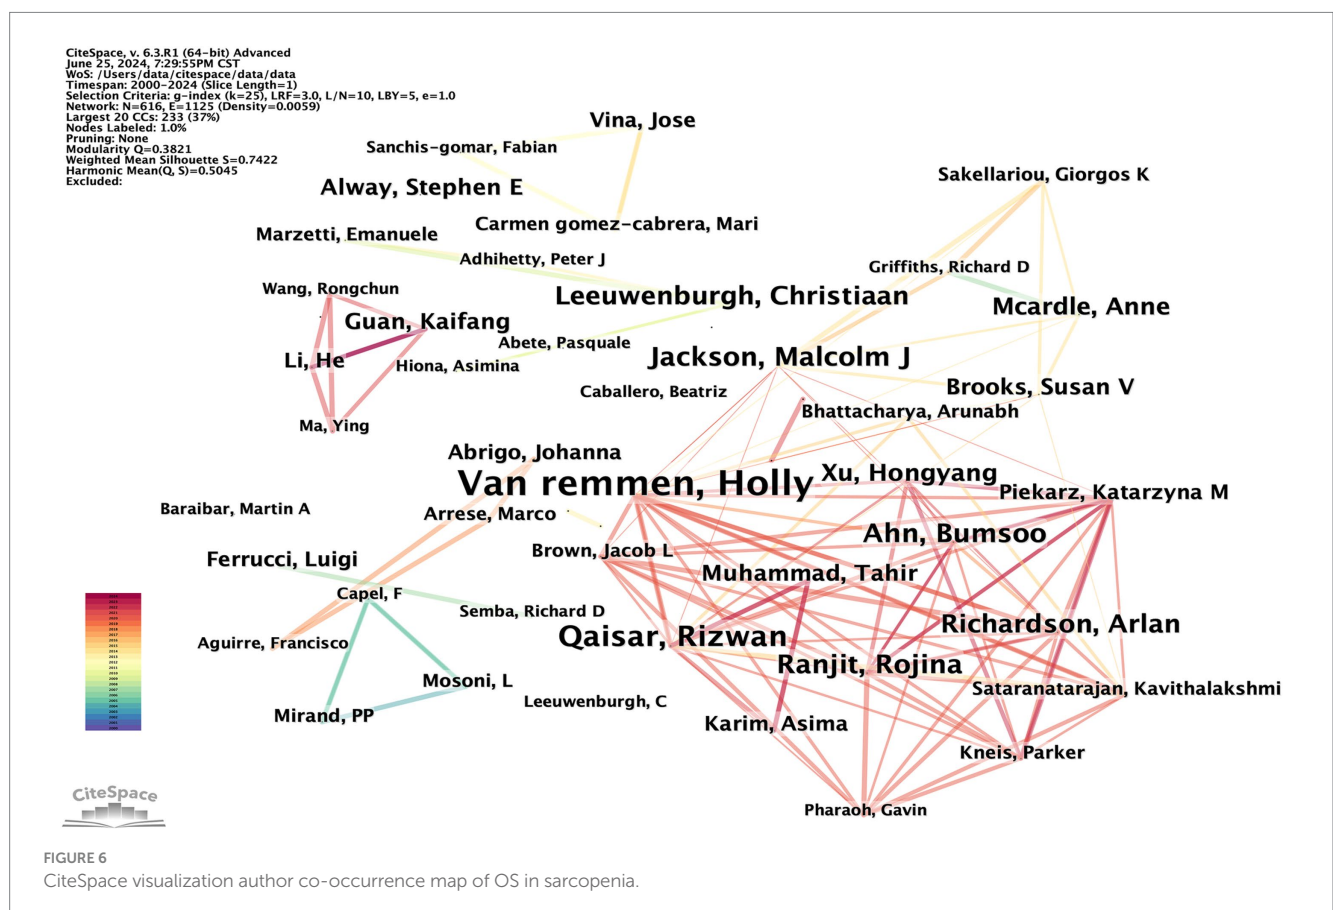 CiteSpace, v. 6.3.R1 (64-bit) Advanced
June 25, 2024, 7:29:55PM CST
WoS: /Users/data/citespace/data/data
Timespan: 2000-2024 (Slice Length=1)
Selection Criteria: g-index (k=25), LRF=3.0, L/N=10, LBY=5, e=1.0
Network: N=616, E=1125 (Density=0.0059)
Largest 20 CCs: 233 (37%)
Nodes Labeled: 1.0%
Pruning: None
Modularity Q=0.3821
Weighted Mean Silhouette S=0.7422
Harmonic Mean(Q, S)=0.5045
Excluded:
Vina, Jose
Sanchis-gomar, Fabian
Sakellariou, Giorgos K
Alway, Stephen E
Carmen gomez-cabrera, Mari
Marzetti, Emanuele
Adhihetty, Peter J
Griffiths, Richard D
Wang, Rongchun
Leeuwenburgh, Christiaan
Mcardle, Anne
Guan, Kaifang
Abete, Pasquale
Jackson, Malcolm J
Li, He
Hiona, Asimina
Caballero, Beatriz
Brooks, Susan V
Bhattacharya, Arunabh
Ma, Ying
Abrigo, Johanna
Van remmen, Holly
Xu, Hongyang
Piekarz, Katarzyna M
Baraibar, Martin A
Arrese, Marco
Ahn, Bumsoo
Brown, Jacob L
Ferrucci, Luigi
Muhammad, Tahir
Capel, F
Semba, Richard D
Richardson, Arlan
Qaisar, Rizwan
Aguirre, Francisco
Ranjit, Rojina
Mosoni, L
Sataranatarajan, Kavithalakshmi
Leeuwenburgh, C
Mirand, PP
Karim, Asima
Kneis, Parker
Pharaoh, Gavin
CiteSpace
FIGURE 6
CiteSpace visualization author co-occurrence map of OS in sarcopenia.